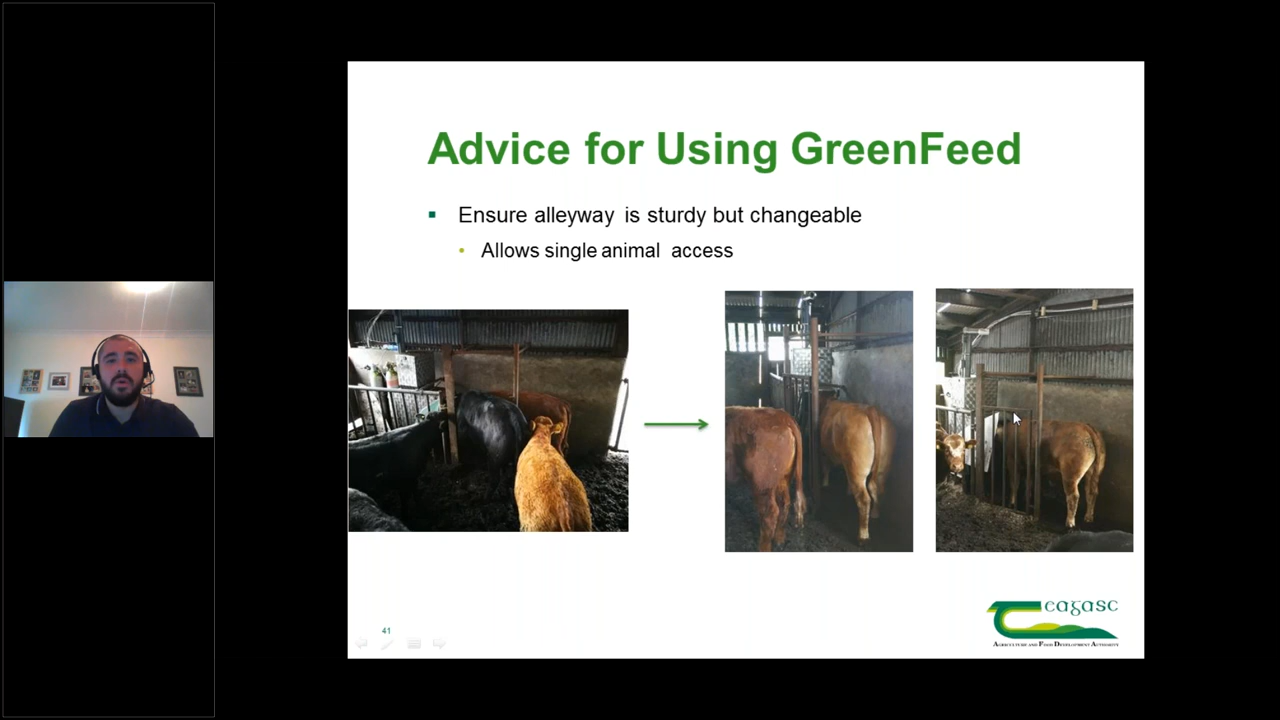 Advice for Using GreenFeed
Ensure alleyway is sturdy but changeable
Allows single animal access
41
eagasc
AGRICULTURE AND FOOD DEVELOPMENT AUTHORITY